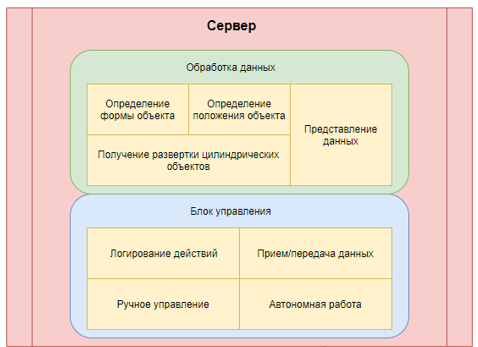 Сервер
Обработка данных
Определение
формы объекта
Определение
положения объекта
Представление
данных
Получение развертки цилиндрических
объектов
Блок управления
Логирование действий
Прием/передача данных
Ручное управление
Автономная работа